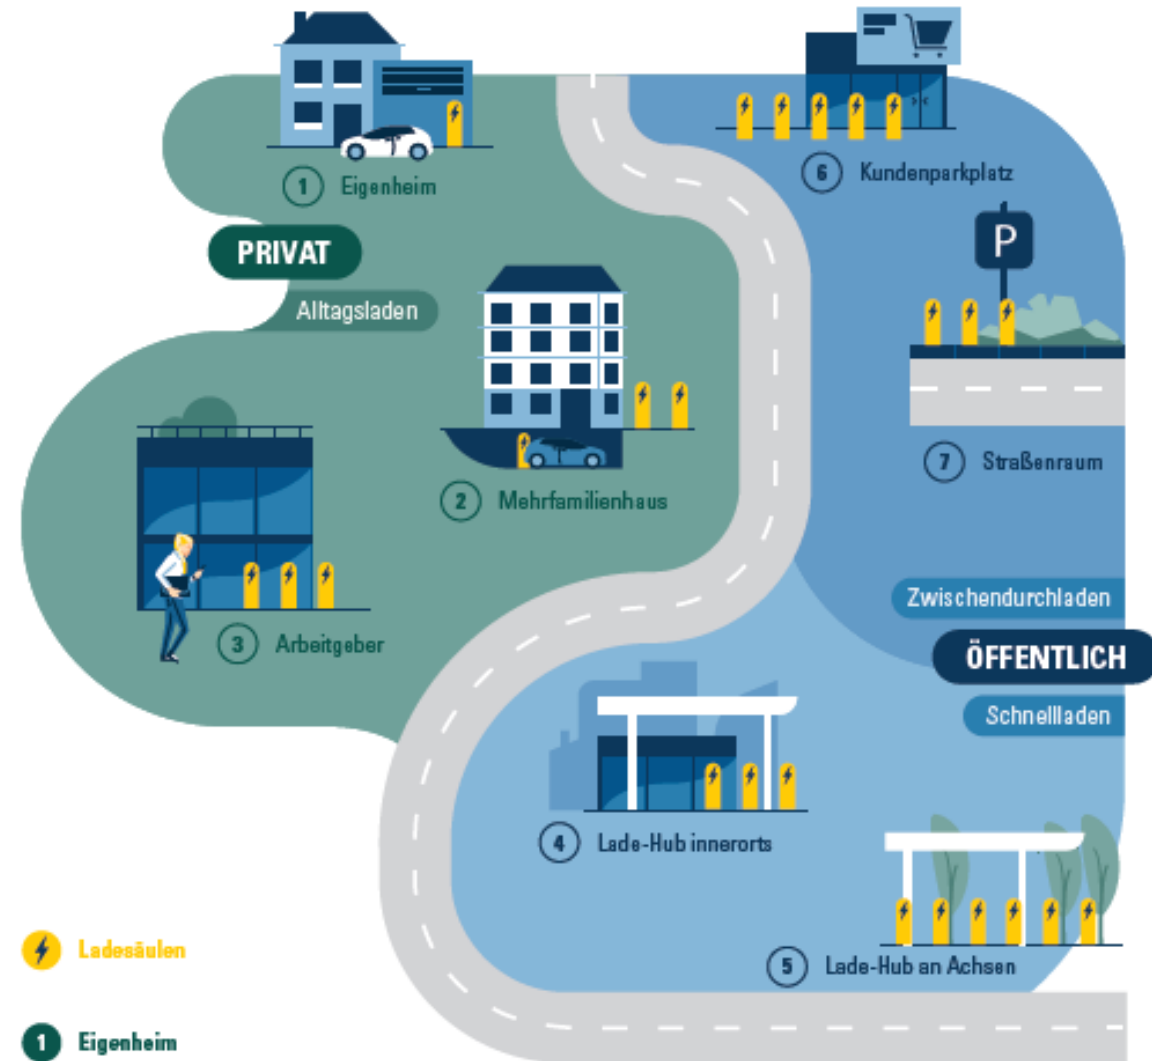 1 Eigenheim
PRIVAT
Alltagsladen
2 Mehrfamilienhaus
3 Arbeitgeber
6 Kundenparkplatz
P
7 Straßenraum
Zwischendurchladen
ÖFFENTLICH
Schnellladen
4 Lade-Hub innerorts
5 Lade-Hub an Achsen
Ladesäulen
1 Eigenheim